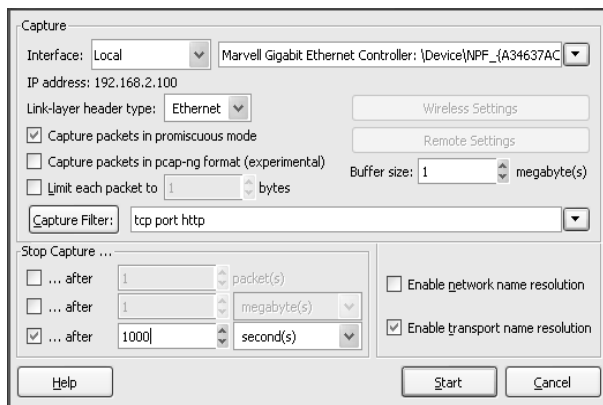 Capture
Interface: Local Marvell Gigabit Ethernet Controller: \Device\NPF_{A34637AC
IP address: 192.168.2.100
Link-layer header type: Ethernet Wireless Settings
Capture packets in promiscuous mode Remote Settings
Capture packets in pcap-ng format (experimental)
Buffer size: 1 megabyte(s)
Limit each packet to 1 bytes
Capture Filter: tcp port http
Stop Capture ...
... after 1 packet(s)
... after 1 megabyte(s)
... after 1000 second(s)
Enable network name resolution
Enable transport name resolution
Help Start Cancel